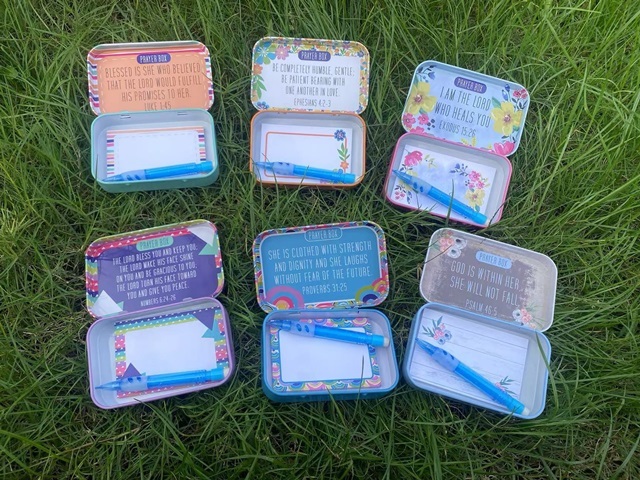 PRAYER BOX
BLESSED IS SHE WHO BELIEVED
THAT THE LORD WOULD FULFILL
HIS PROMISES TO HER.
LUKE 1:45
PRAYER BOX
BE COMPLETELY HUMBLE, GENTLE.
BE PATIENT BEARING WITH
ONE ANOTHER IN LOVE.
EPHESIANS 4:2-3
PRAYER BOX
I AM THE LORD
WHO HEALS YOU
EXODUS 15:26
PRAYER BOX
THE LORD BLESS YOU AND KEEP YOU.
THE LORD MAKE HIS FACE SHINE
ON YOU AND BE GRACIOUS TO YOU
THE LORD TURN HIS FACE TOWARD
YOU AND GIVE YOU PEACE.
NUMBERS 6:24-26
PRAYER BOX
SHE IS CLOTHED WITH STRENGTH
AND DIGNITY AND SHE LAUGHS
WITHOUT FEAR OF THE FUTURE
PROVERBS 31:25
PRAYER BOX
GOD IS WITHIN HER,
SHE WILL NOT FALL.
PSALM 46:5